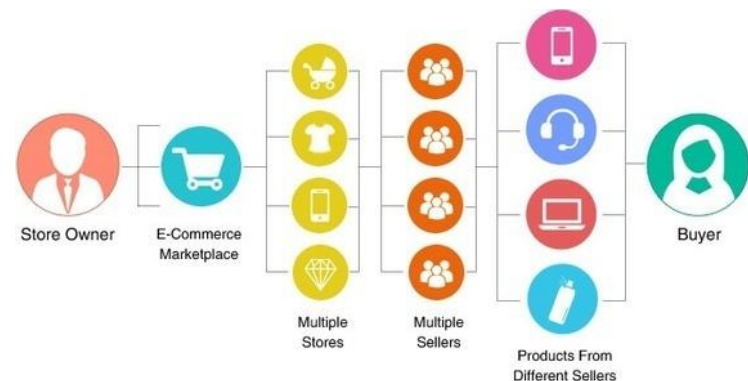 Store Owner
E-Commerce
Marketplace
Multiple
Stores
Multiple
Sellers
Products From
Different Sellers
Buyer